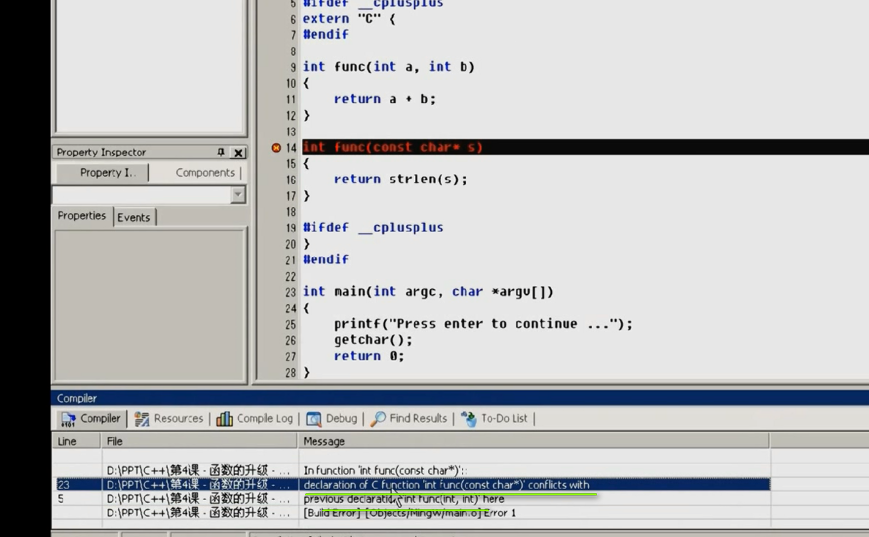 5 #ifdef __cplusplus
6 extern "C" {
7 #endif
8
9 int func(int a, int b)
10 {
11 return a + b;
12 }
13
Property Inspector
14 int func(const char* s)
Property I..
Components
15 {
16 return strlen(s);
17 }
Properties
Events
18
19 #ifdef __cplusplus
20 }
21 #endif
22
23 int main(int argc, char *argv[])
24 {
25 printf("Press enter to continue ...");
26 getchar();
27 return 0;
28 }
Compiler
Compiler Resources Compile Log Debug Find Results To-Do List
Line File Message
D:\PPT\C++\第4课 - 函数的升级 - ... In function 'int func(const char*)':
23 D:\PPT\C++\第4课 - 函数的升级 - ... declaration of C function 'int func(const char*)' conflicts with
5 D:\PPT\C++\第4课 - 函数的升级 - ... previous declaration 'int func(int, int)' here
D:\PPT\C++\第4课 - 函数的升级 - ... [Build Error] [Objects/MingW/main.o] Error 1